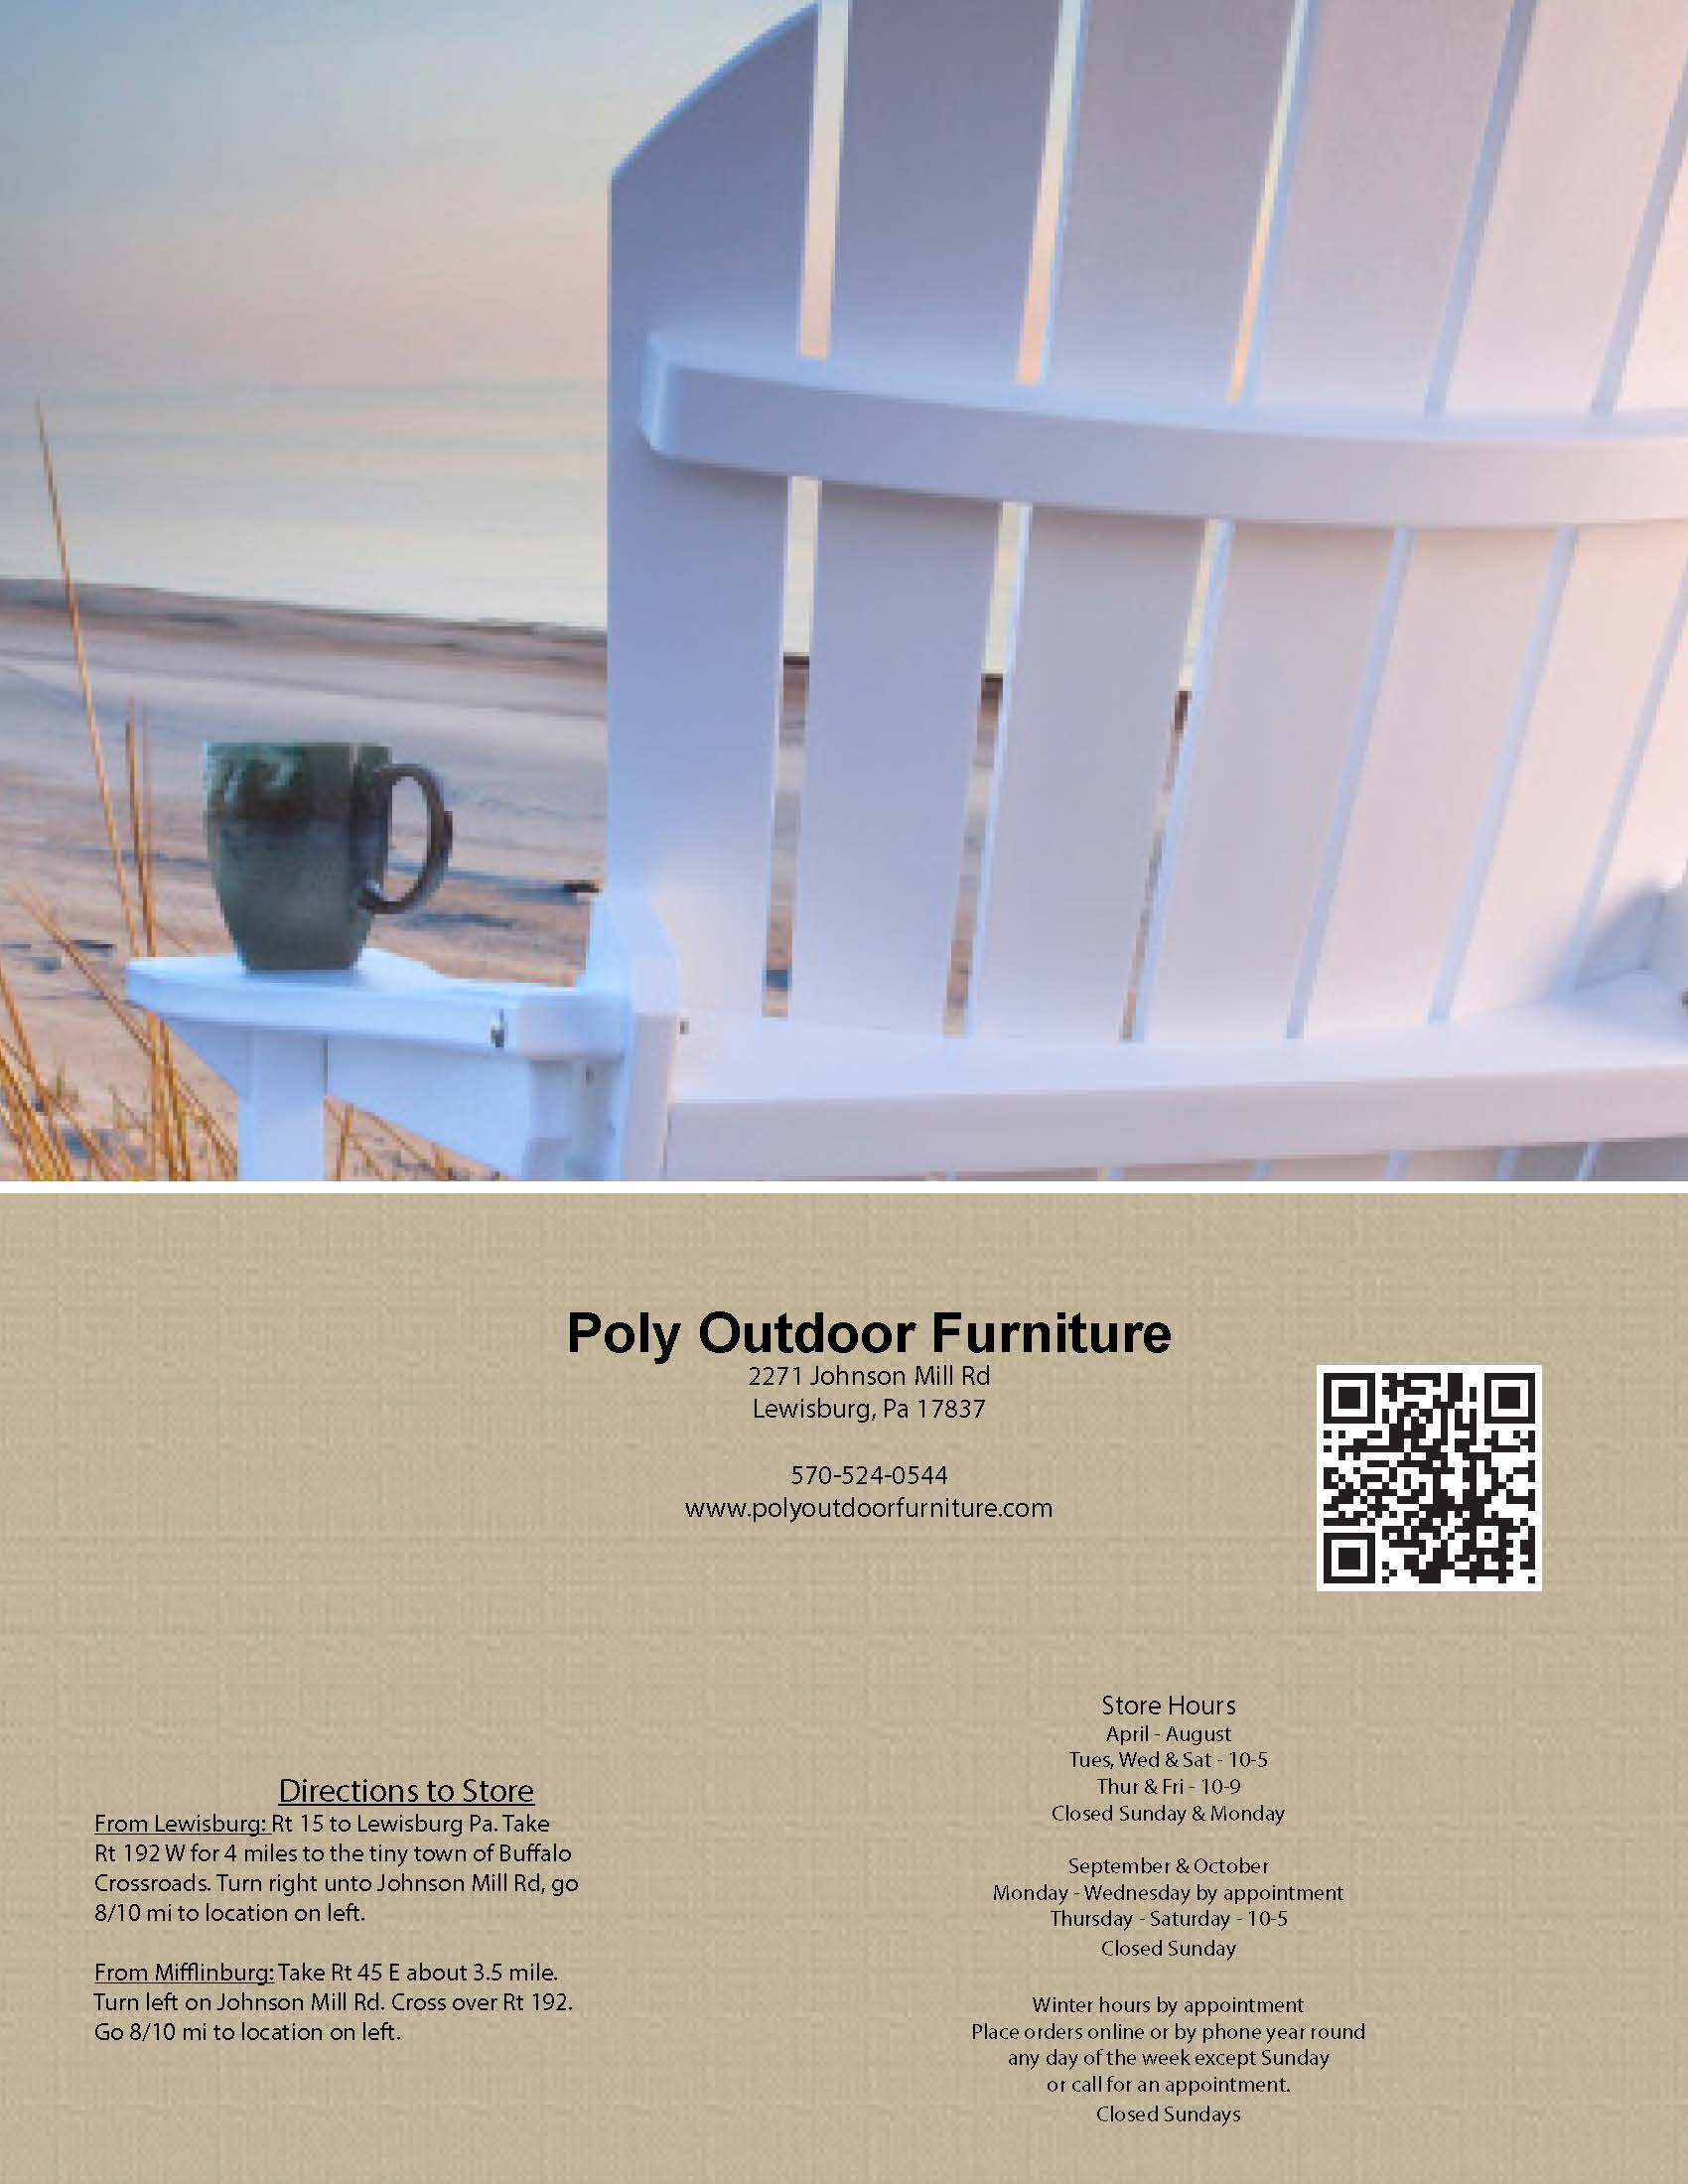 Poly Outdoor Furniture
2271 Johnson Mill Rd
Lewisburg, Pa 17837
570-524-0544
www.polyoutdoorfurniture.com
Directions to Store
From Lewisburg: Rt 15 to Lewisburg Pa. Take
Rt 192 W for 4 miles to the tiny town of Buffalo
Crossroads. Turn right unto Johnson Mill Rd, go
8/10 mi to location on left.
From Mifflinburg: Take Rt 45 E about 3.5 mile.
Turn left on Johnson Mill Rd. Cross over Rt 192.
Go 8/10 mi to location on left.
Store Hours
April - August
Tues, Wed & Sat - 10-5
Thur & Fri - 10-9
Closed Sunday & Monday
September & October
Monday - Wednesday by appointment
Thursday - Saturday - 10-5
Closed Sunday
Winter hours by appointment
Place orders online or by phone year round
any day of the week except Sunday
or call for an appointment.
Closed Sundays